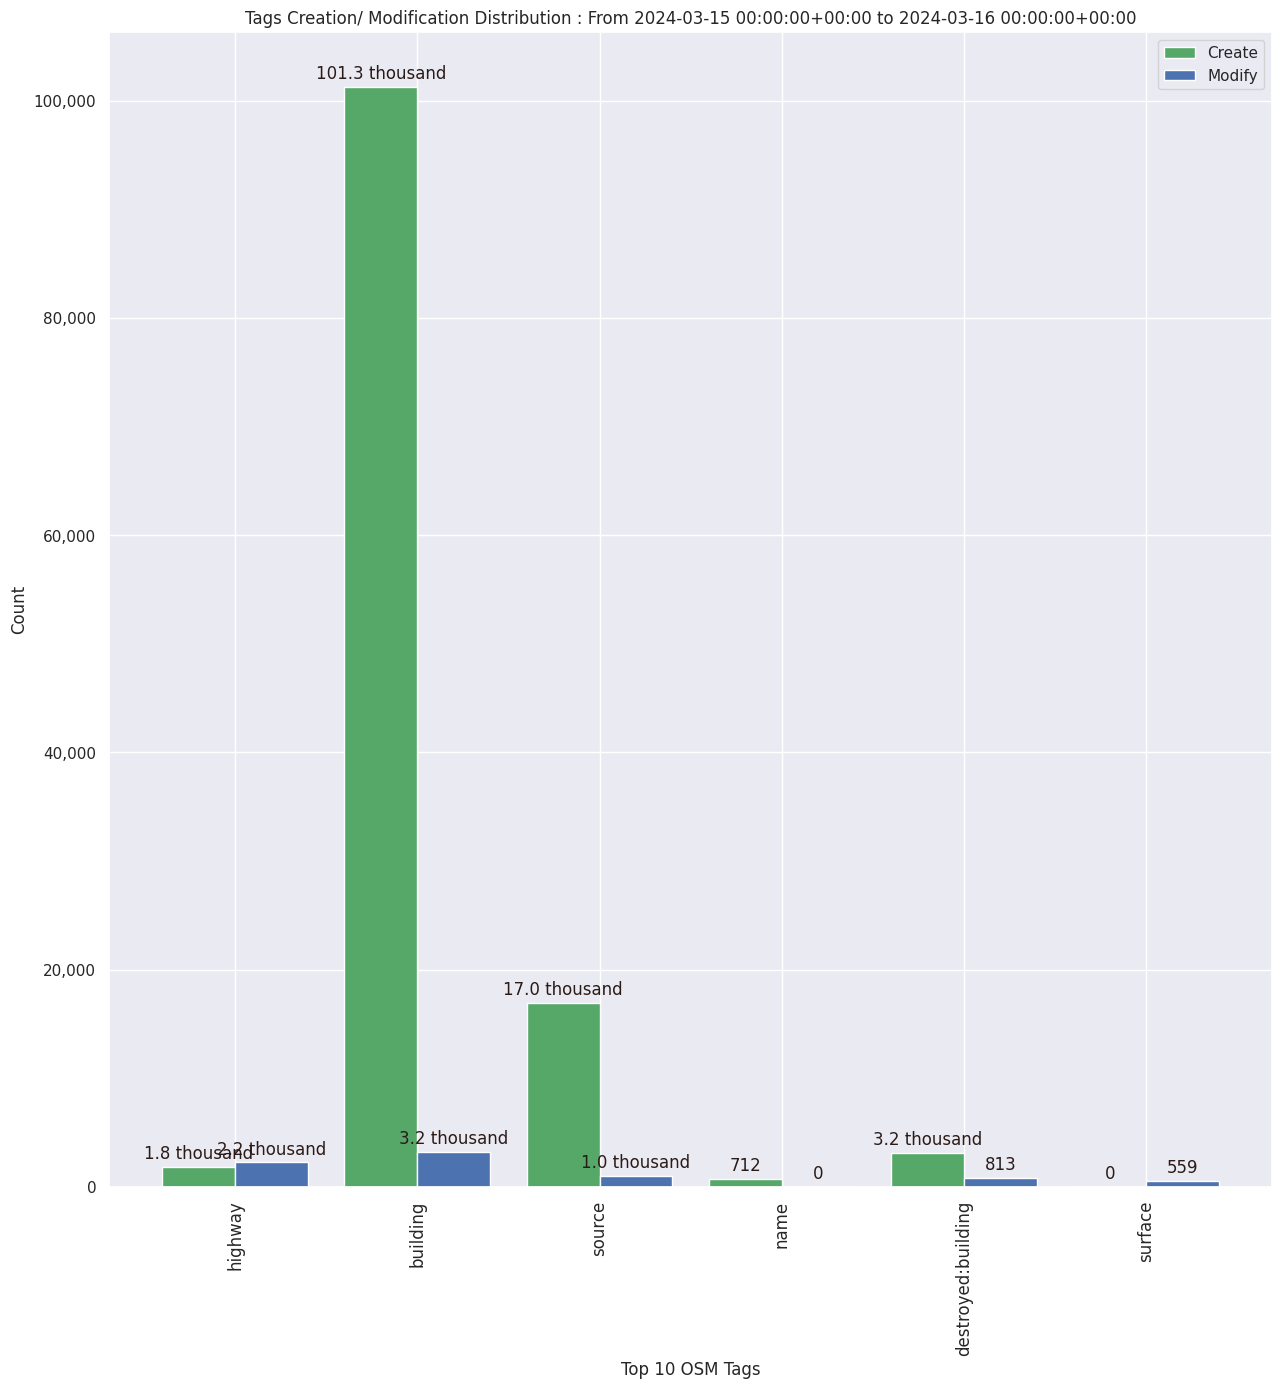 Tags Creation/ Modification Distribution : From 2024-03-15 00:00:00+00:00 to 2024-03-16 00:00:00+00:00
Create
Modify
101.3 thousand
100,000
80,000
60,000
Count
40,000
20,000
17.0 thousand
1.8 thousand
2.2 thousand
3.2 thousand
1.0 thousand
712
0
3.2 thousand
813
0
559
0
highway
building
source
name
destroyed:building
surface
Top 10 OSM Tags